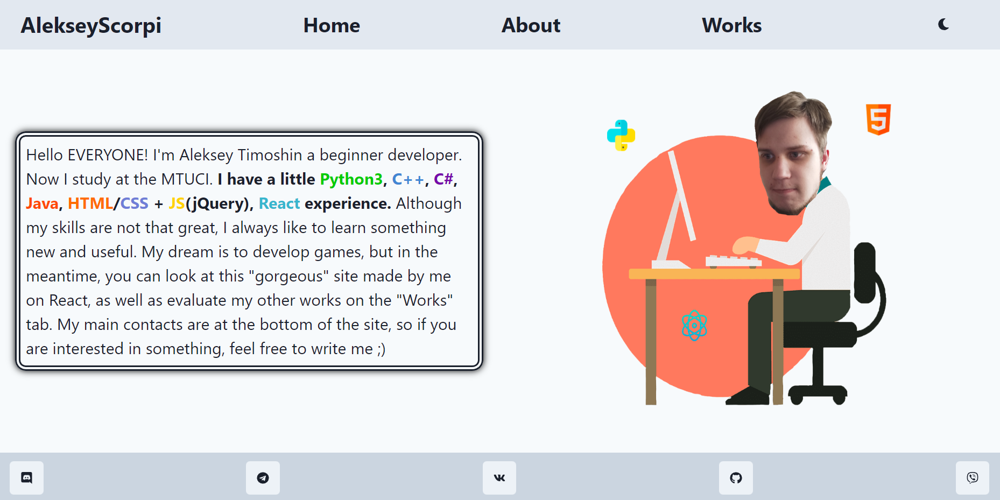 AlekseyScorpi Home About Works
Hello EVERYONE! I'm Aleksey Timoshin a beginner developer.
Now I study at the MTUCI. I have a little Python3, C++, C#,
Java, HTML/CSS + JS(jQuery), React experience. Although
my skills are not that great, I always like to learn something
new and useful. My dream is to develop games, but in the
meantime, you can look at this "gorgeous" site made by me
on React, as well as evaluate my other works on the "Works"
tab. My main contacts are at the bottom of the site, so if you
are interested in something, feel free to write me ;)